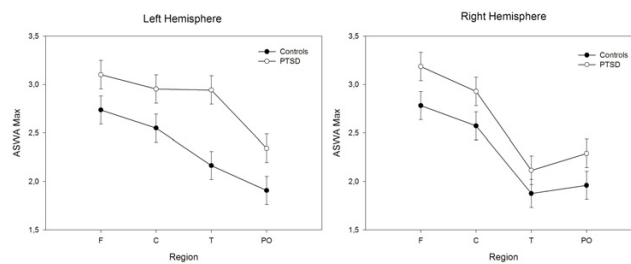 Left Hemisphere
3,5
3,0
2,5
2,0
1,5
ASWA Max
Controls
PTSD
F C T PO
Region
Right Hemisphere
3,5
3,0
2,5
2,0
1,5
ASWA Max
Controls
PTSD
F C T PO
Region